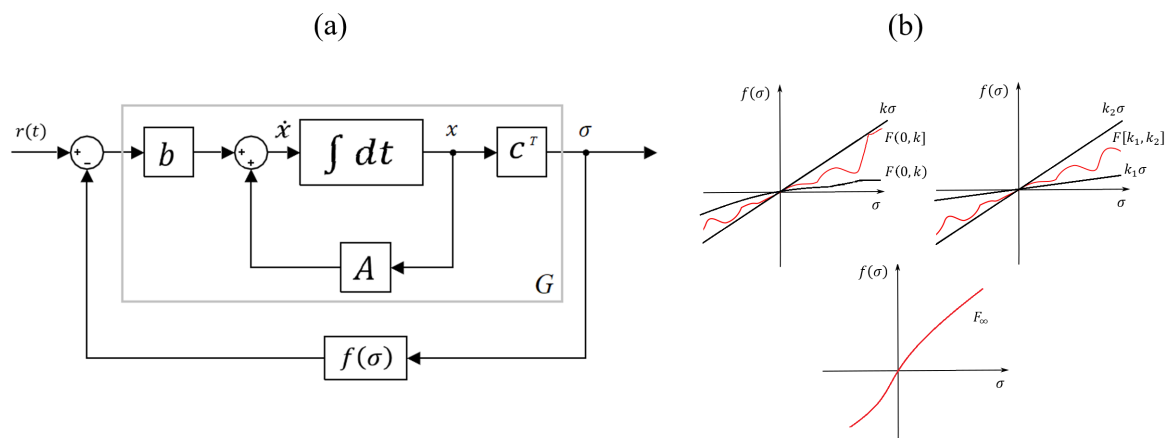 (a)
(b)
r(t)
−
b
+
+
ẋ
∫ dt
x
c ᵀ
σ
A
G
f(σ)
f(σ)
kσ
F(0, k]
F(0, k)
σ
f(σ)
k₂σ
F[k₁, k₂]
k₁σ
σ
f(σ)
F∞
σ